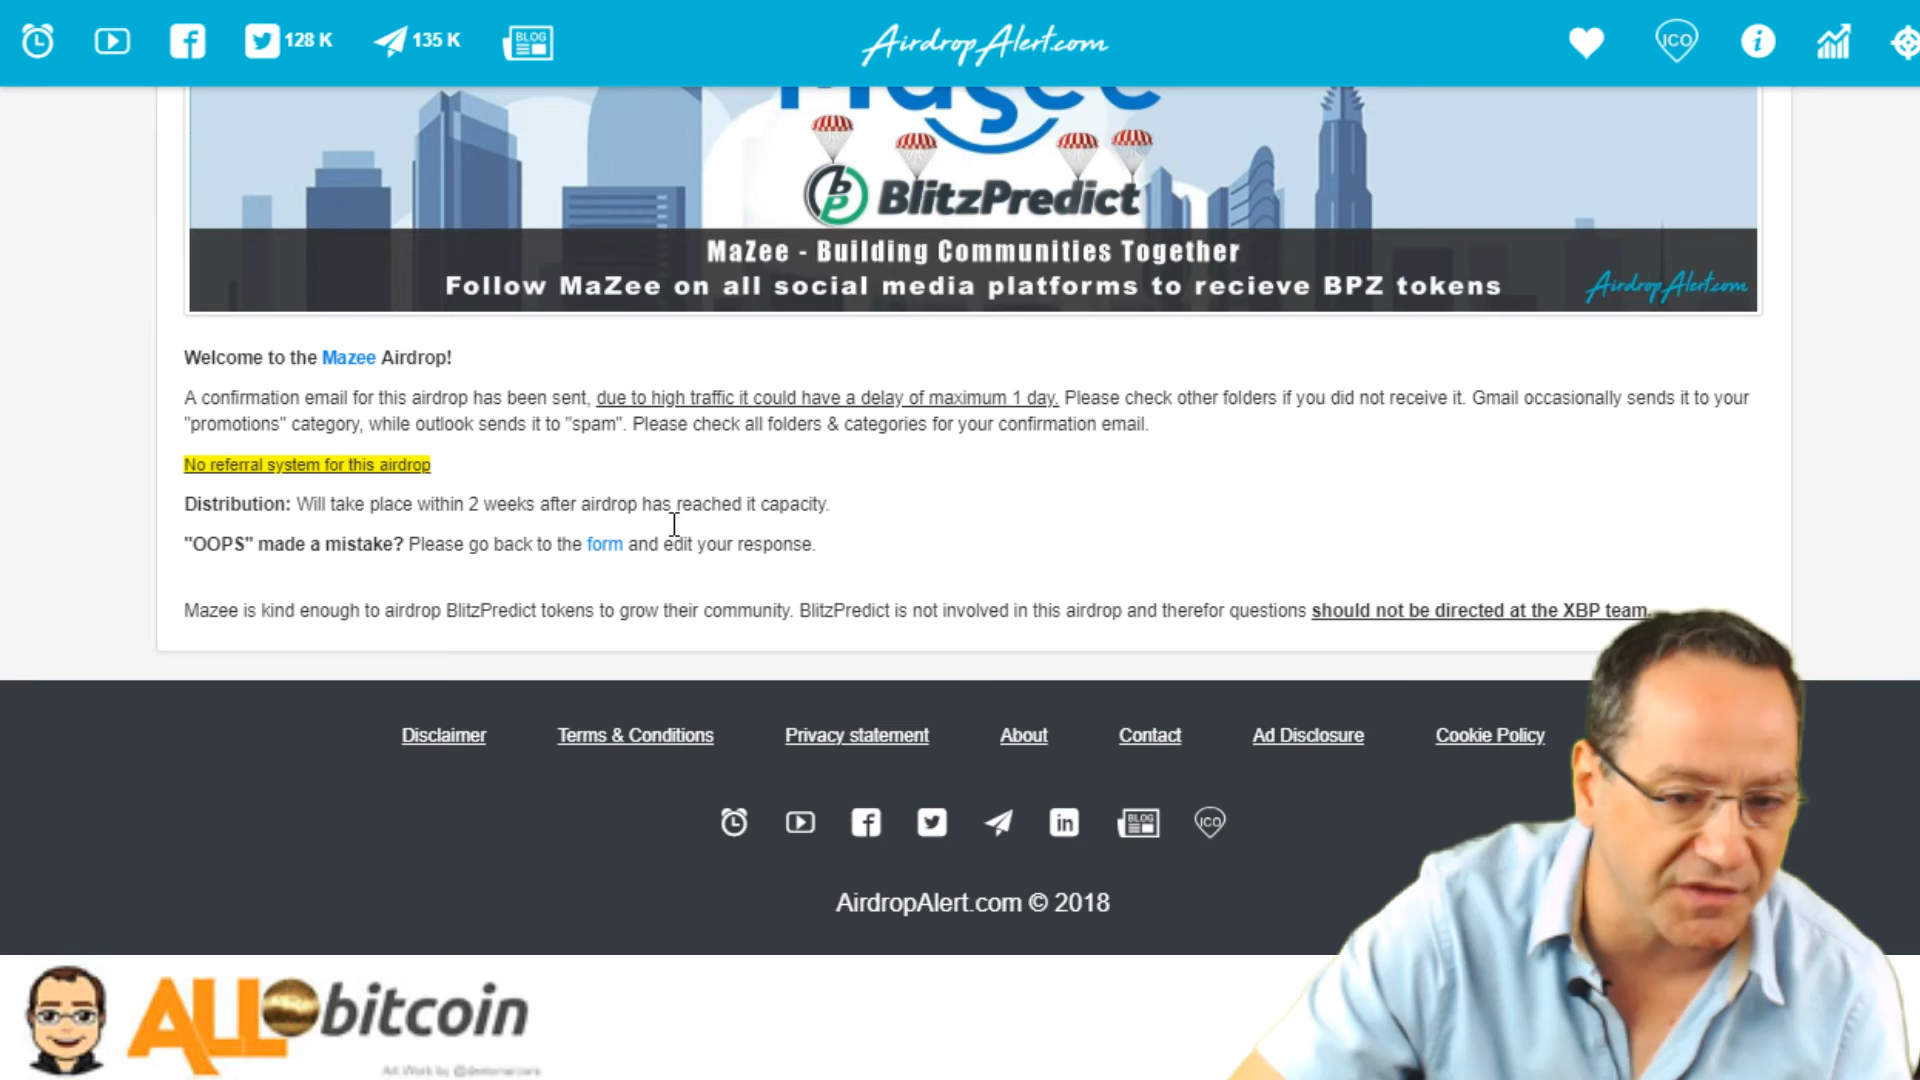 128 K
135 K
BLOG
AirdropAlert.com
ICO
BlitzPredict
MaZee - Building Communities Together
Follow MaZee on all social media platforms to recieve BPZ tokens
AirdropAlert.com
Welcome to the Mazee Airdrop!
A confirmation email for this airdrop has been sent, due to high traffic it could have a delay of maximum 1 day. Please check other folders if you did not receive it. Gmail occasionally sends it to your
"promotions" category, while outlook sends it to "spam". Please check all folders & categories for your confirmation email.
No referral system for this airdrop
Distribution: Will take place within 2 weeks after airdrop has reached it capacity.
"OOPS" made a mistake? Please go back to the form and edit your response.
Mazee is kind enough to airdrop BlitzPredict tokens to grow their community. BlitzPredict is not involved in this airdrop and therefor questions should not be directed at the XBP team.
Disclaimer
Terms & Conditions
Privacy statement
About
Contact
Ad Disclosure
Cookie Policy
BLOG
ICO
AirdropAlert.com © 2018
ALL bitcoin